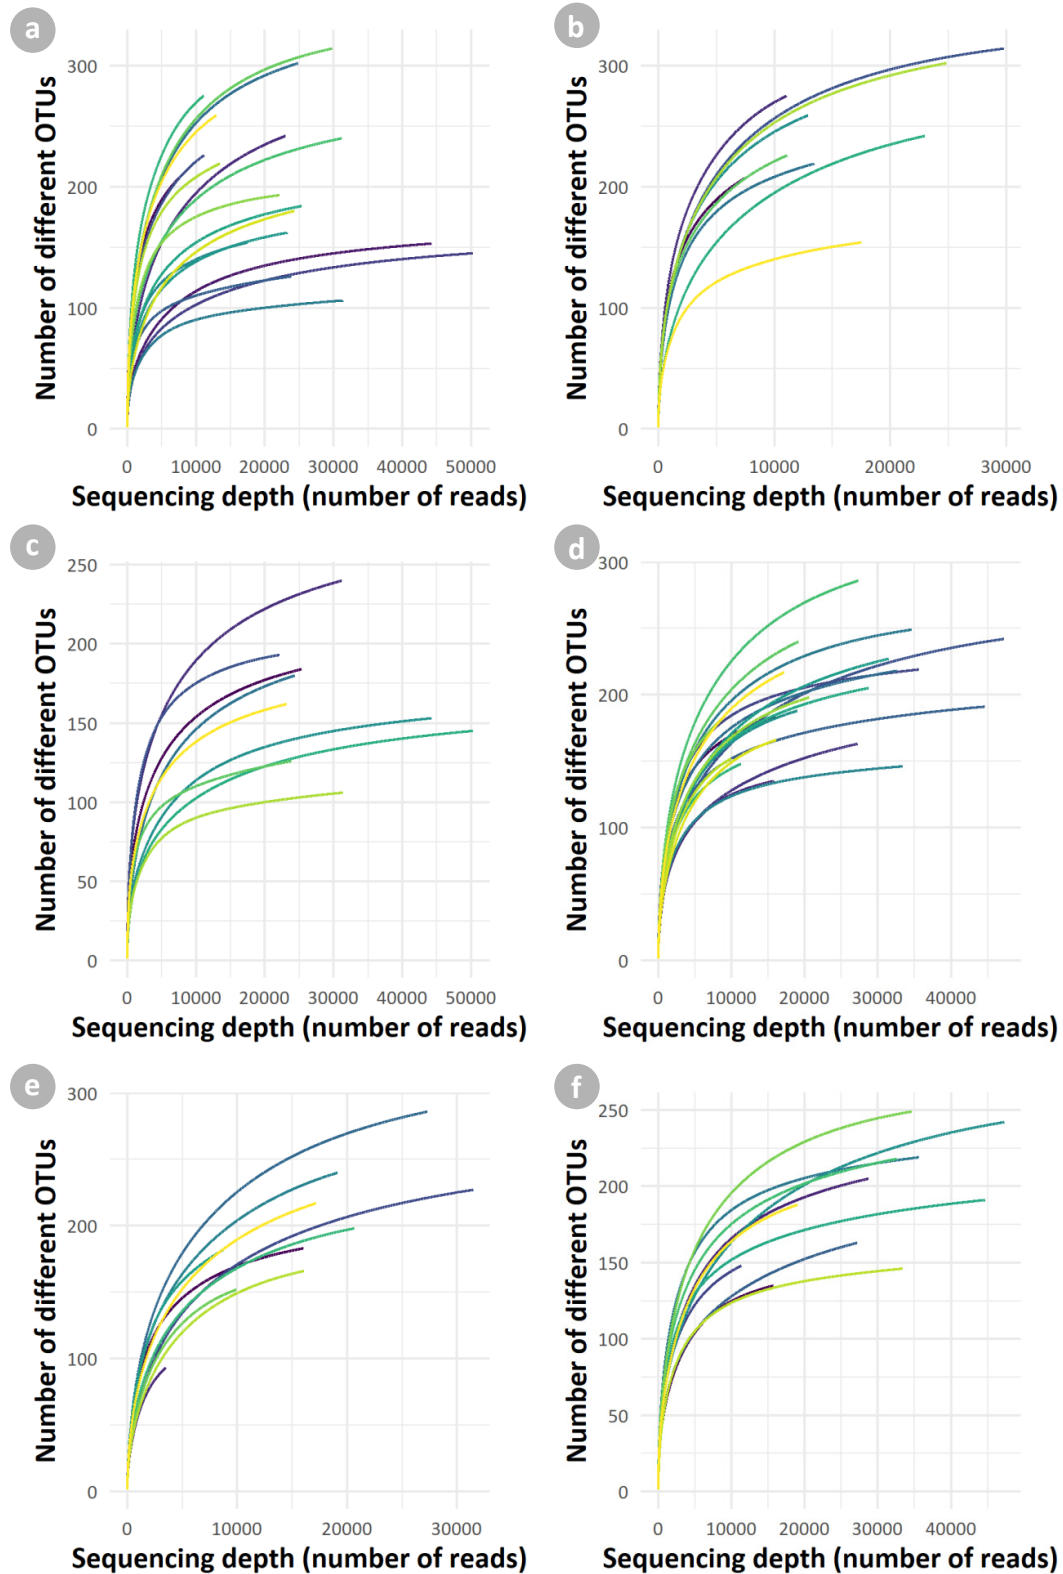 a
Number of different OTUs
300
200
100
0
0 10000 20000 30000 40000 50000
Sequencing depth (number of reads)
b
Number of different OTUs
300
200
100
0
0 10000 20000 30000
Sequencing depth (number of reads)
c
Number of different OTUs
250
200
150
100
50
0
0 10000 20000 30000 40000 50000
Sequencing depth (number of reads)
d
Number of different OTUs
300
200
100
0
0 10000 20000 30000 40000
Sequencing depth (number of reads)
e
Number of different OTUs
300
200
100
0
0 10000 20000 30000
Sequencing depth (number of reads)
f
Number of different OTUs
250
200
150
100
50
0
0 10000 20000 30000 40000
Sequencing depth (number of reads)